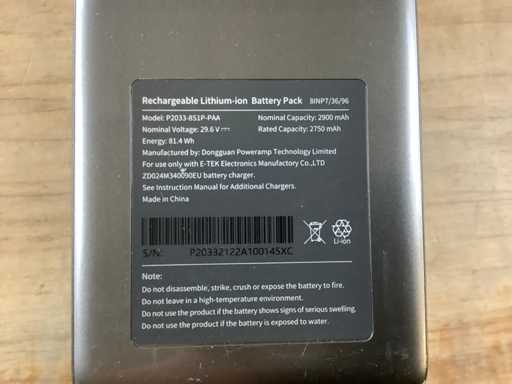 Rechargeable Lithium-ion Battery Pack 8INP7/36/96
Model: P2033-8S1P-PAA Nominal Capacity: 2900 mAh
Nominal Voltage: 29.6 V⎓ Rated Capacity: 2750 mAh
Energy: 81.4 Wh
Manufactured by: Dongguan Poweramp Technology Limited
For use only with E-TEK Electronics Manufactory Co.,LTD
ZD024M340090EU battery charger.
See Instruction Manual for Additional Chargers.
Made in China
Li-ion
S/N: P20332122A100145XC
Note:
Do not disassemble, strike, crush or expose the battery to fire.
Do not leave in a high-temperature environment.
Do not use the product if the battery shows signs of serious swelling.
Do not use the product if the battery is exposed to water.